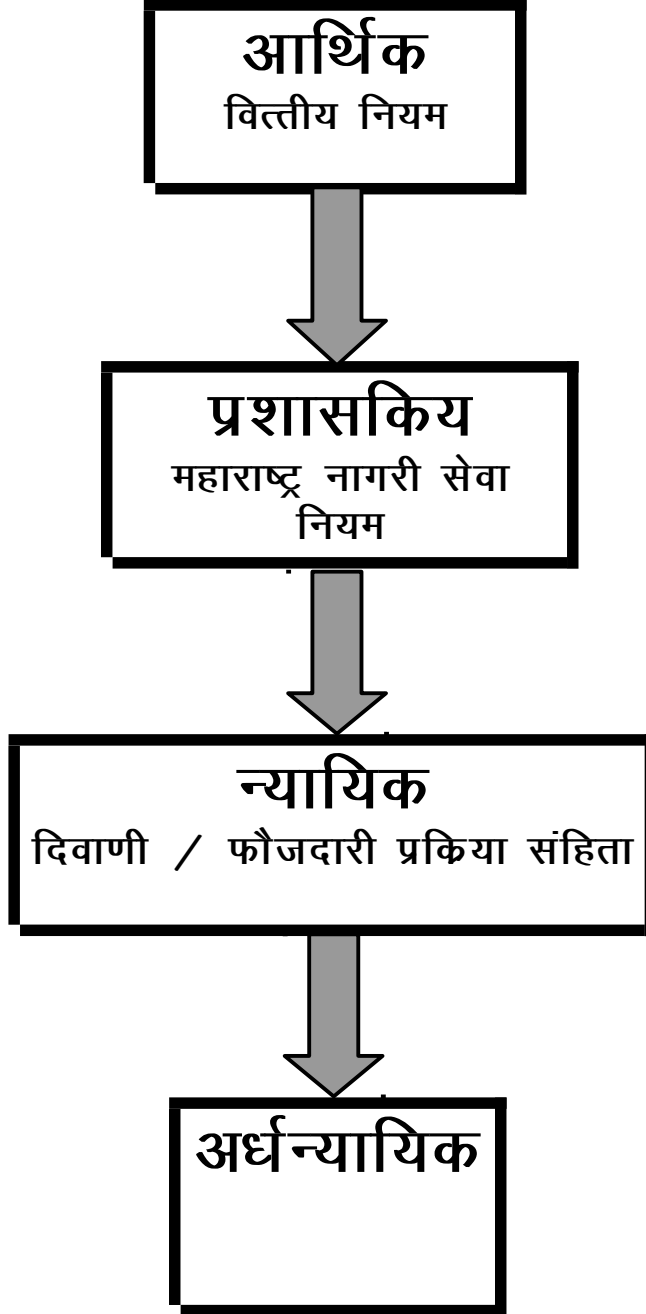 आर्थिक
वित्तीय नियम
प्रशासकिय
महाराष्ट्र नागरी सेवा
नियम
न्यायिक
दिवाणी / फौजदारी प्रकिया संहिता
अर्धन्यायिक